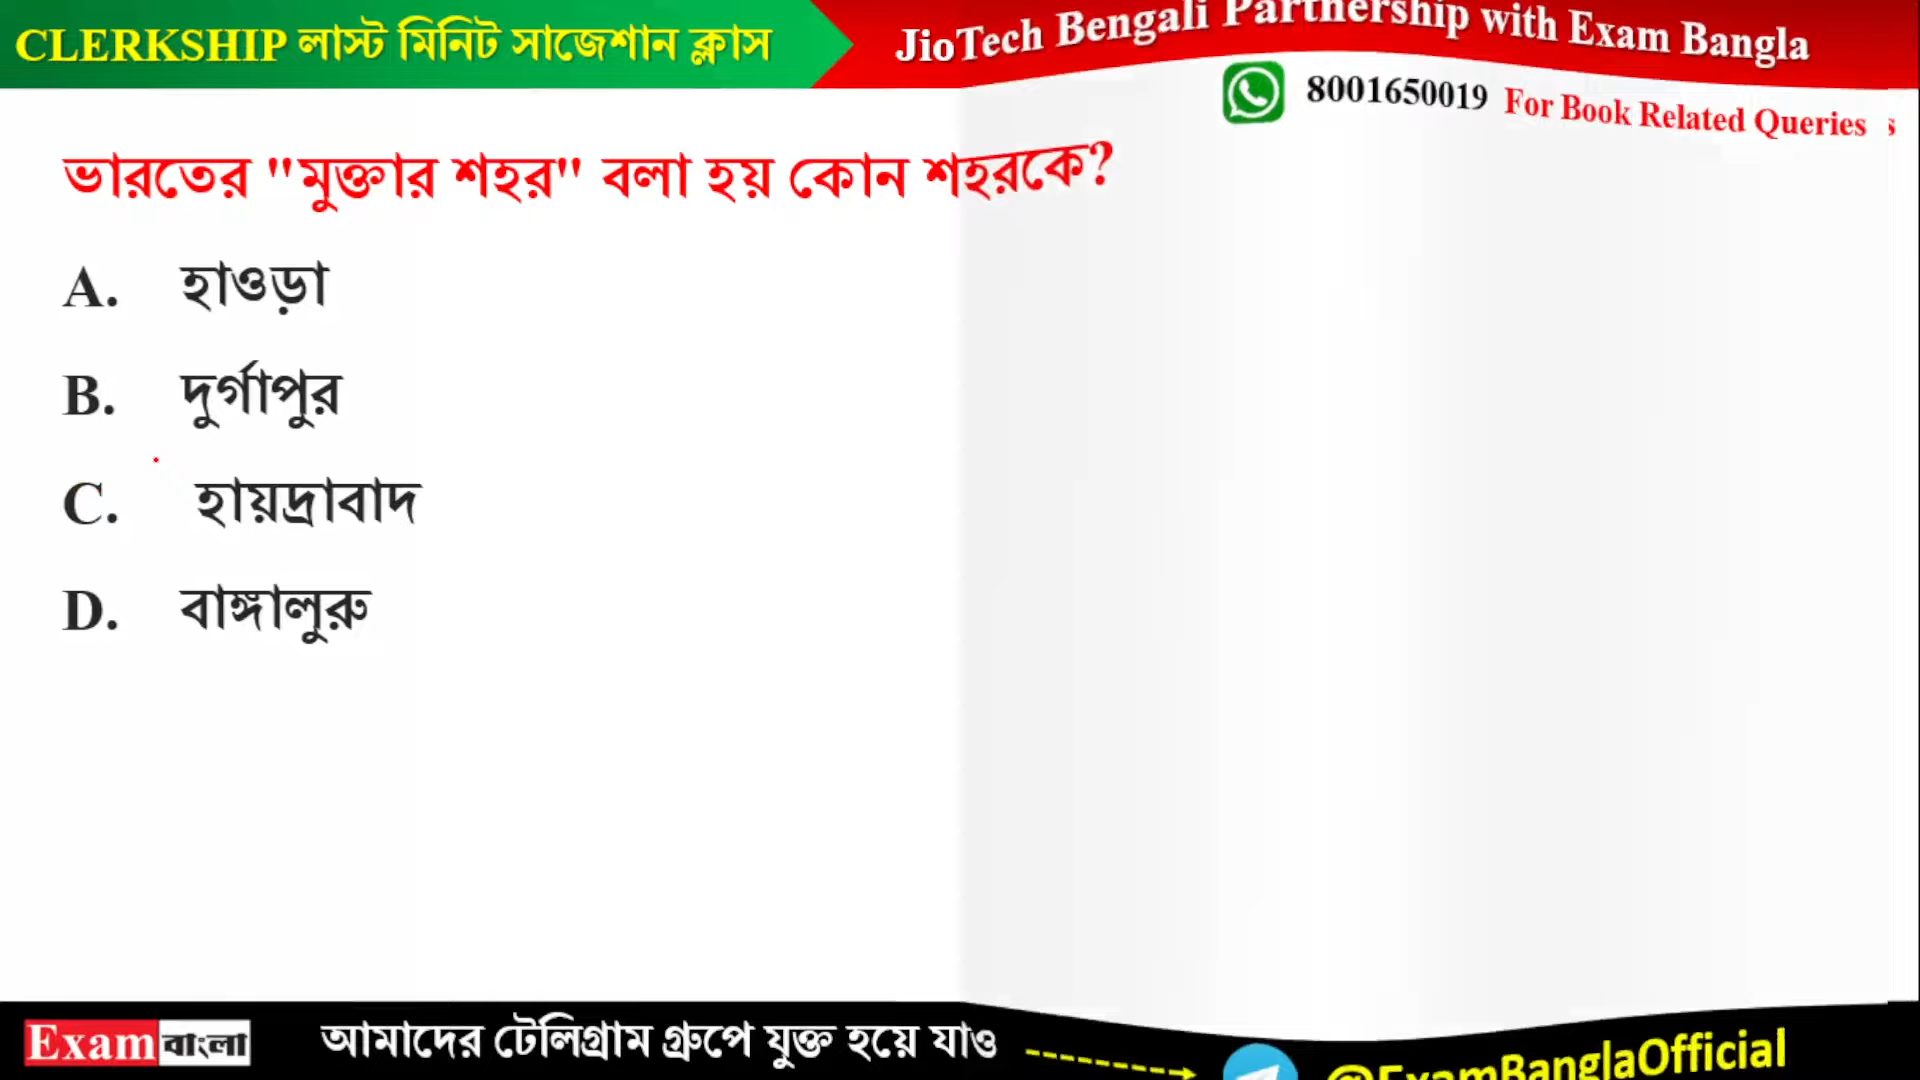 CLERKSHIP লাস্ট মিনিট সাজেশান ক্লাস
JioTech Bengali Partnership with Exam Bangla
8001650019 For Book Related Queries s
ভারতের "মুক্তার শহর" বলা হয় কোন শহরকে?
A. হাওড়া
B. দুর্গাপুর
C. হায়দ্রাবাদ
D. বাঙ্গালুরু
Exam বাংলা
আমাদের টেলিগ্রাম গ্রুপে যুক্ত হয়ে যাও
@ExamBanglaOfficial